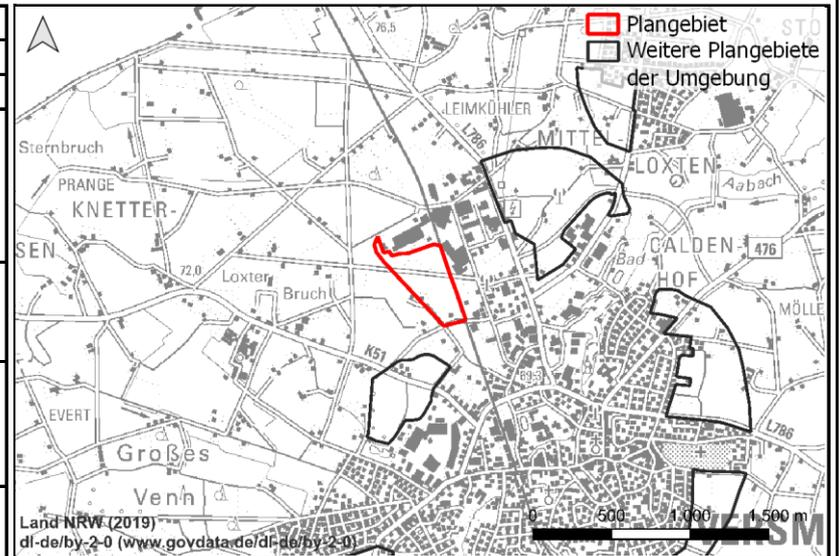 Plangebiet
Weitere Plangebiete
der Umgebung
76,5
STO
LEIMKÜHLER
L786
MITTEL
Sternbruch
LOXTEN
PRANGE
Aabach
KNETTER-
SEN
CALDEN-
476
Bad
HOF
72,0
Loxter
Bruch
MÖLLE
K51
89,3
EVERT
L786
Großes
Venn
Land NRW (2019)
dl-de/by-2-0 (www.govdata.de/dl-de/by-2-0)
0 500 1.000 1.500 m
VERSM